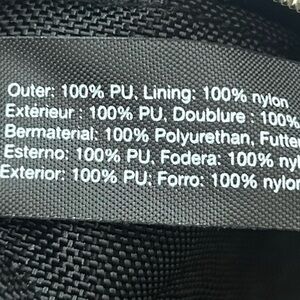 Outer: 100% PU, Lining: 100% nylon
Extérieur : 100% PU, Doublure : 100%
Bermaterial: 100% Polyurethan, Futter
Esterno: 100% PU, Fodera: 100% nyl
Exterior: 100% PU; Forro: 100% nylon